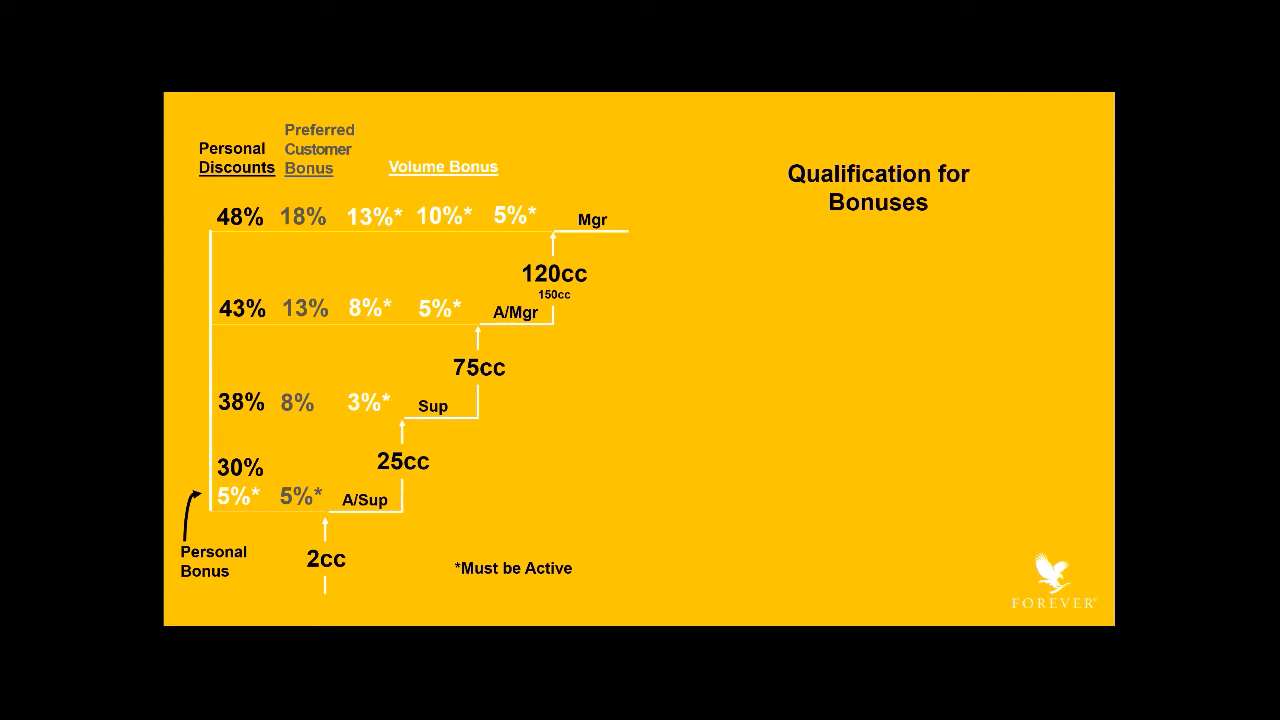 Preferred
Personal Customer
Discounts Bonus Volume Bonus
Qualification for
Bonuses
48% 18% 13%* 10%* 5%* Mgr
120cc
150cc
43% 13% 8%* 5%* A/Mgr
75cc
38% 8% 3%* Sup
25cc
30%
5%* 5%* A/Sup
Personal
Bonus
2cc
*Must be Active
FOREVER®